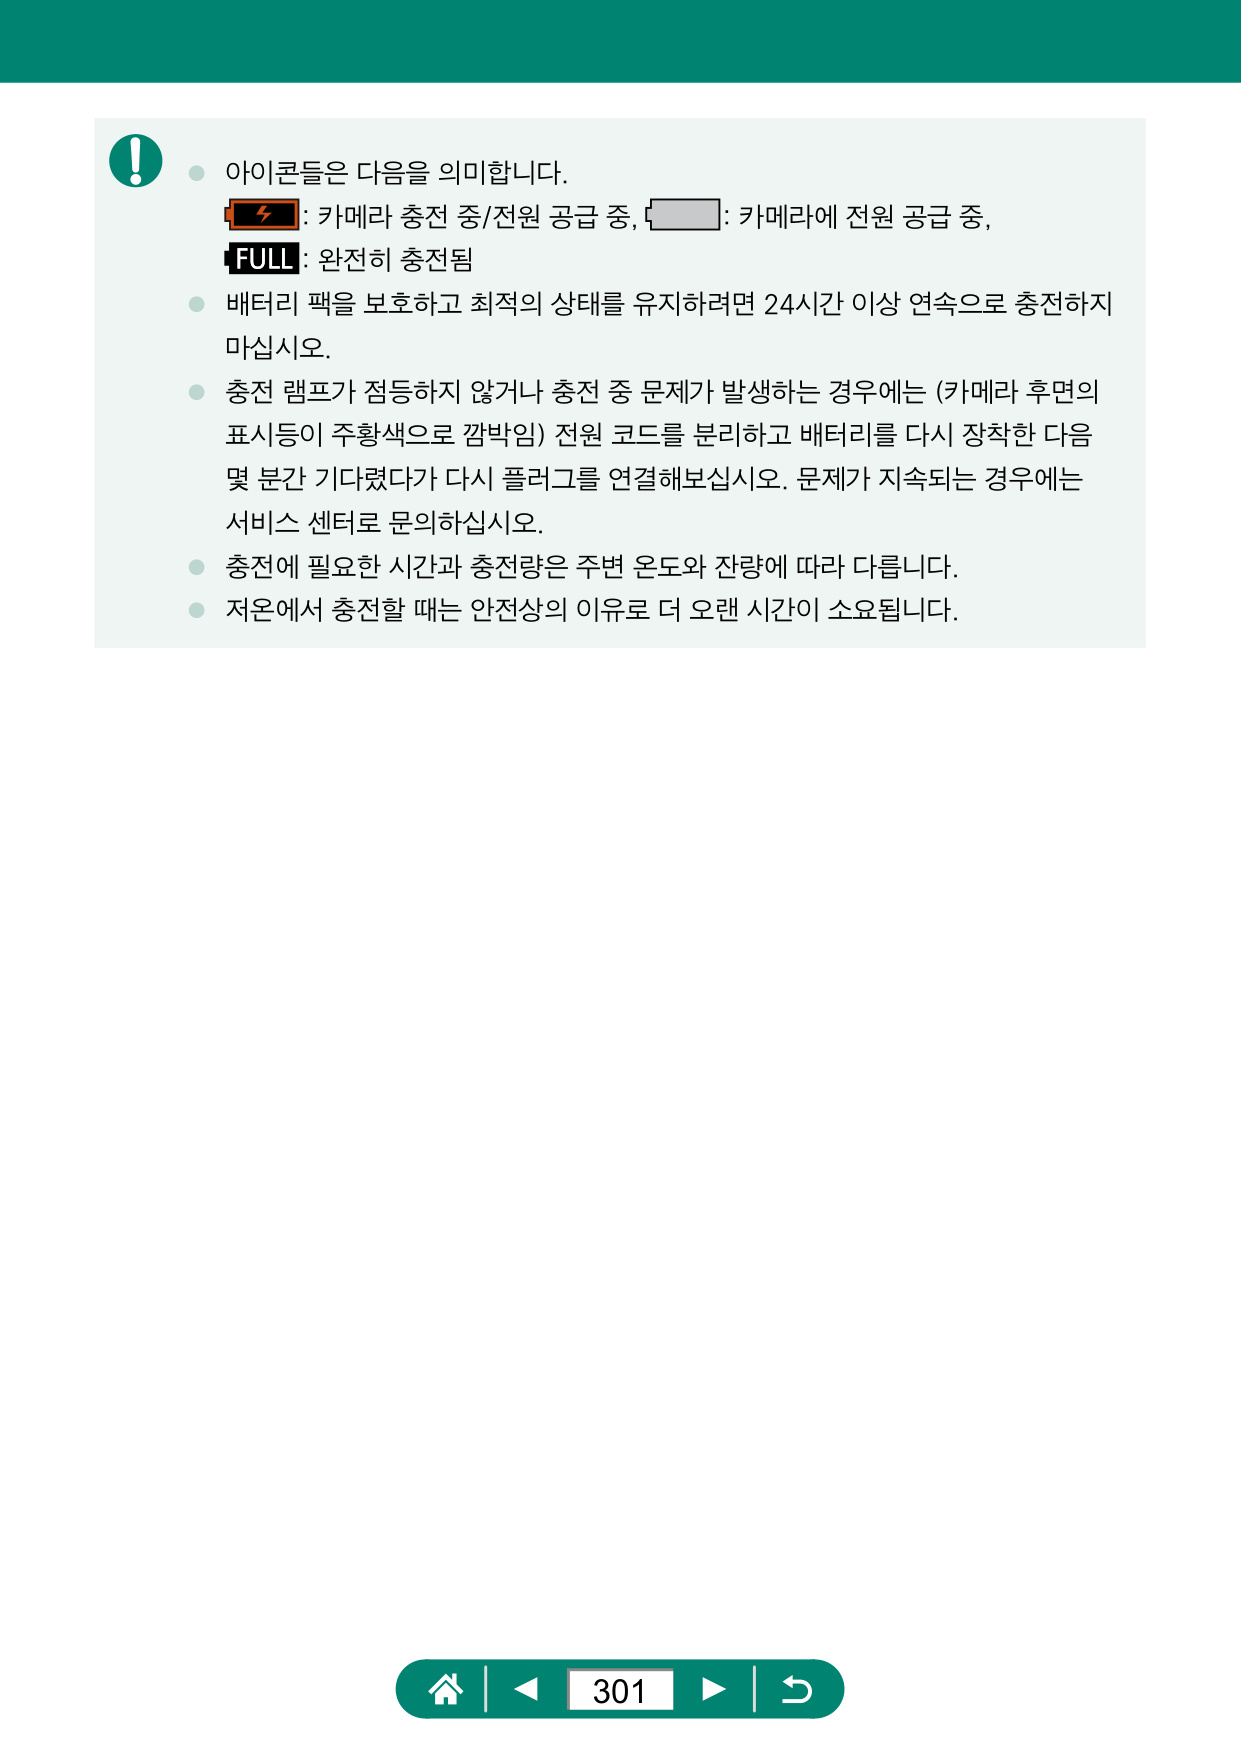 아이콘들은 다음을 의미합니다.
: 카메라 충전 중/전원 공급 중, : 카메라에 전원 공급 중,
FULL : 완전히 충전됨
배터리 팩을 보호하고 최적의 상태를 유지하려면 24시간 이상 연속으로 충전하지
마십시오.
충전 램프가 점등하지 않거나 충전 중 문제가 발생하는 경우에는 (카메라 후면의
표시등이 주황색으로 깜박임) 전원 코드를 분리하고 배터리를 다시 장착한 다음
몇 분간 기다렸다가 다시 플러그를 연결해보십시오. 문제가 지속되는 경우에는
서비스 센터로 문의하십시오.
충전에 필요한 시간과 충전량은 주변 온도와 잔량에 따라 다릅니다.
저온에서 충전할 때는 안전상의 이유로 더 오랜 시간이 소요됩니다.
301